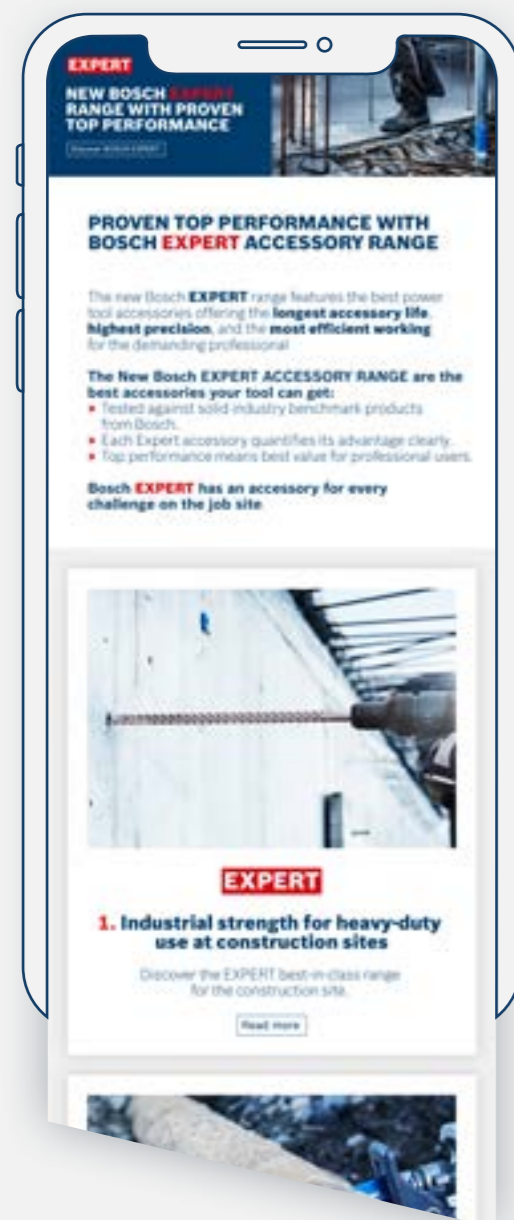 EXPERT
NEW BOSCH EXPERT
RANGE WITH PROVEN
TOP PERFORMANCE
Discover BOSCH EXPERT
PROVEN TOP PERFORMANCE WITH
BOSCH EXPERT ACCESSORY RANGE
The new Bosch EXPERT range features the best power
tool accessories offering the longest accessory life,
highest precision, and the most efficient working
for the demanding professional
The New Bosch EXPERT ACCESSORY RANGE are the
best accessories your tool can get:
Tested against solid industry benchmark products
from Bosch.
Each Expert accessory quantifies its advantage clearly.
Top performance means best value for professional users.
Bosch EXPERT has an accessory for every
challenge on the job site
EXPERT
1. Industrial strength for heavy-duty
use at construction sites
Discover the EXPERT best-in-class range
for the construction site.
Read more